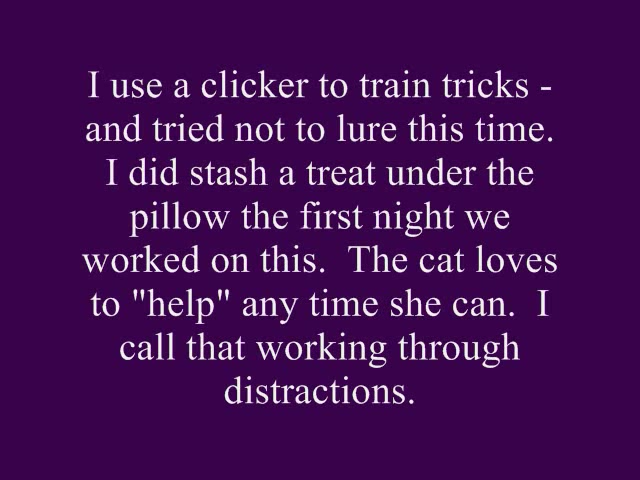 I use a clicker to train tricks -
and tried not to lure this time.
I did stash a treat under the
pillow the first night we
worked on this.  The cat loves
to "help" any time she can.  I
call that working through
distractions.